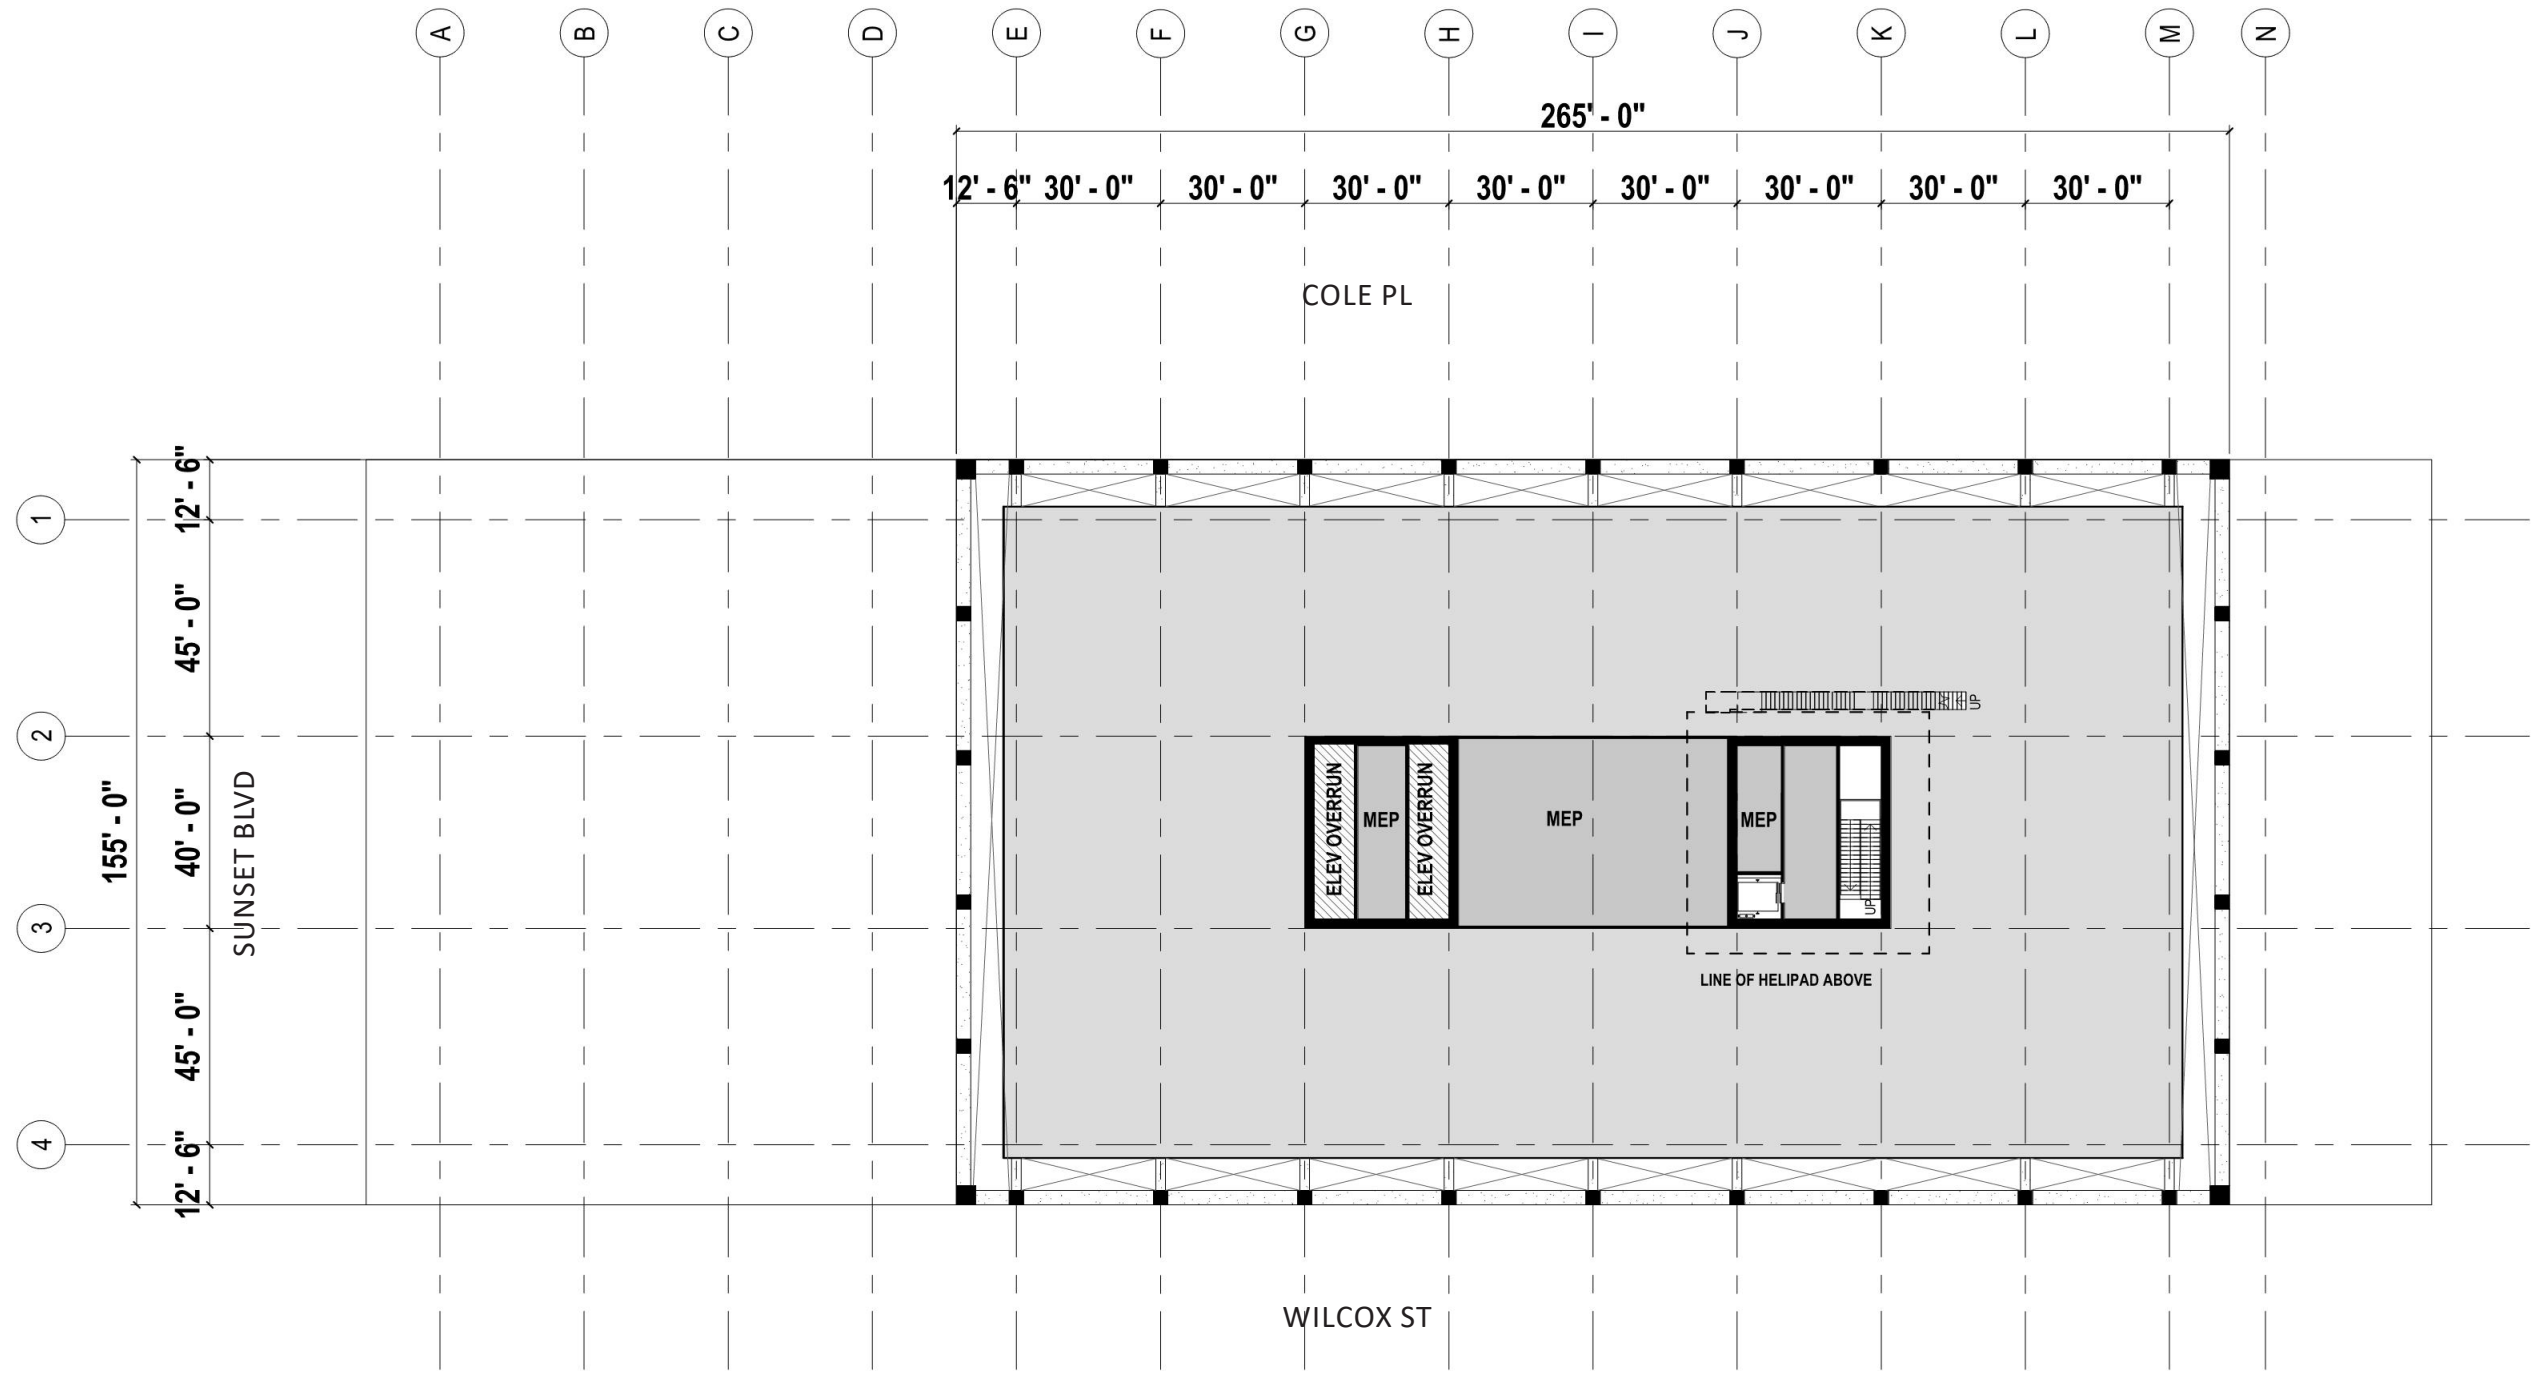 A
B
C
D
E
F
G
H
I
J
K
L
M
N
265' - 0"
12' - 6"
30' - 0"
30' - 0"
30' - 0"
30' - 0"
30' - 0"
30' - 0"
30' - 0"
30' - 0"
COLE PL
1
2
3
4
155' - 0"
12' - 6"
45' - 0"
40' - 0"
45' - 0"
12' - 6"
SUNSET BLVD
UP
ELEV OVERRUN
MEP
ELEV OVERRUN
MEP
MEP
UP
LINE OF HELIPAD ABOVE
WILCOX ST